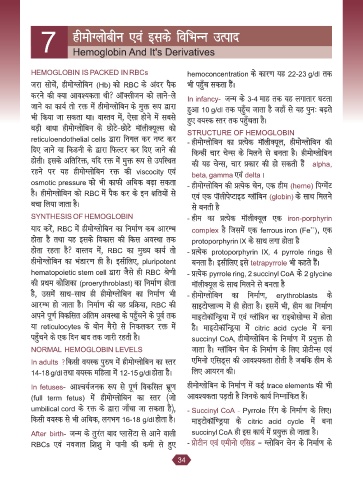 7
हीमोग्लोबीन एवं इसके विभिन्न उत्पाद
Hemoglobin And It's Derivatives
HEMOGLOBIN IS PACKED IN RBCs
जरा सोचें, हीमोग्लोबिन (Hb) को RBC के अंदर पैक
करने की क्या आवश्यकता थी? ऑक्सीजन को लाने-ले
जाने का कार्य तो रक्त में हीमोग्लोबिन के मुक्त रूप द्वारा
भी किया जा सकता था। वास्तव में, ऐसा होने में सबसे
बड़ी बाधा हीमोग्लोबिन के छोटे-छोटे मॉलीक्यूल्स को
reticuloendothelial cells द्वारा निगल कर नष्ट कर
दिए जाने या किडनी के द्वारा फिल्टर कर दिए जाने की
होती। इसके अतिरिक्त, यदि रक्त में मुक्त रूप से उपस्थित
रहने पर यह हीमोग्लोबिन रक्त की viscocity एवं
osmotic pressure को भी काफी अधिक बढ़ा सकता
है। हीमोग्लोबिन को RBC में पैक कर के इन क्षतियों से
बचा लिया जाता है।
SYNTHESIS OF HEMOGLOBIN
याद करें, RBC में हीमोग्लोबिन का निर्माण कब आरम्भ
होता है तथा यह इसके विकास की किस अवस्था तक
होता रहता है? वास्तव में, RBC का मुख्य कार्य तो
हीमोग्लोबिन का भंडारण ही है। इसलिए, pluripotent
hematopoietic stem cell द्वारा जैसे ही RBC श्रेणी
की प्रथम कोशिका (proerythroblast) का निर्माण होता
है, उसमें साथ-साथ ही हीमोग्लोबिन का निर्माण भी
आरम्भ हो जाता है। निर्माण की यह प्रक्रिया, RBC की
अपने पूर्ण विकसित अंतिम अवस्था के पहुँचने के पूर्व तक
या reticulocytes के बोन मैरो से निकलकर रक्त में
पहुँचने के एक दिन बाद तक जारी रहती है।
NORMAL HEMOGLOBIN LEVELS
In adults : किसी वयस्क पुरुष में हीमोग्लोबिन का स्तर
14-18 g/dl तथा वयस्क महिला में 12-15 g/dl होता है।
In fetuses- आश्चर्यजनक रूप से पूर्ण विकसित भ्रूण
(full term fetus) में हीमोग्लोबिन का स्तर (जो
umbilical cord के रक्त के द्वारा जाँचा जा सकता है),
किसी वयस्क से भी अधिक, लगभग 16-18 g/dl होता है।
After birth- जन्म के तुरंत बाद प्लासेंटा से आने वाली
RBCs एवं नवजात शिशु मे पानी की कमी से हुए
hemoconcentration के कारण यह 22-23 g/dl तक
भी पहुँच सकता है।
In infancy- जन्म के 3-4 माह तक यह लगातार घटता
हुआ 10 g/dl तक पहुँच जाता है जहाँ से यह पुनः बढ़ते
हुए वयस्क स्तर तक पहुँचता है।
STRUCTURE OF HEMOGLOBIN
- हीमोग्लोबिन का प्रत्येक मॉलीक्यूल, हीमोग्लोबिन की
किन्हीं चार चेन्स के मिलने से बनता है। हीमोग्लोबिन
की यह चेन्स, चार प्रकार की हो सकती हैं alpha,
beta, gamma एवं delta ।
- हीमोग्लोबिन की प्रत्येक चेन, एक हीम (heme) पिग्मेंट
एवं एक पॉलीपेप्टाइड ग्लोबिन (globin) के साथ मिलने
से बनती है
- हीम का प्रत्येक मॉलीक्यूल एक iron-porphyrin
complex है जिसमें एक ferrous iron (Fe⁺⁺), एक
protoporphyrin IX के साथ लगा होता है
- प्रत्येक protoporphyrin IX, 4 pyrrole rings से
बनता है। इसीलिए इसे tetrapyrrole भी कहते हैं।
- प्रत्येक pyrrole ring, 2 succinyl CoA के 2 glycine
मॉलीक्यूल के साथ मिलने से बनता है
- हीमोग्लोबिन का निर्माण, erythroblasts के
साइटोप्लाज्म में ही होता है। इसमें भी, हीम का निर्माण
माइटोकॉन्ड्रिया में एवं ग्लोबिन का राइबोसोम्स में होता
है। माइटोकॉन्ड्रिया में citric acid cycle में बना
succinyl CoA, हीमोग्लोबिन के निर्माण में प्रयुक्त हो
जाता है। ग्लोबिन चेन के निर्माण के लिए प्रोटीन्स एवं
एमिनो एसिड्स की आवश्यकता होती है जबकि हीम के
लिए आयरन की।
हीमोग्लोबिन के निर्माण में कई trace elements की भी
आवश्यकता पड़ती है जिनके कार्य निम्नांकित हैं।
- Succinyl CoA - Pyrrole रिंग के निर्माण के लिए।
माइटोकॉण्ड्रिया के citric acid cycle में बना
succinyl CoA ही इस कार्य में प्रयुक्त हो जाता है।
- प्रोटीन एवं एमीनो एसिड - ग्लोबिन चेन के निर्माण के
34